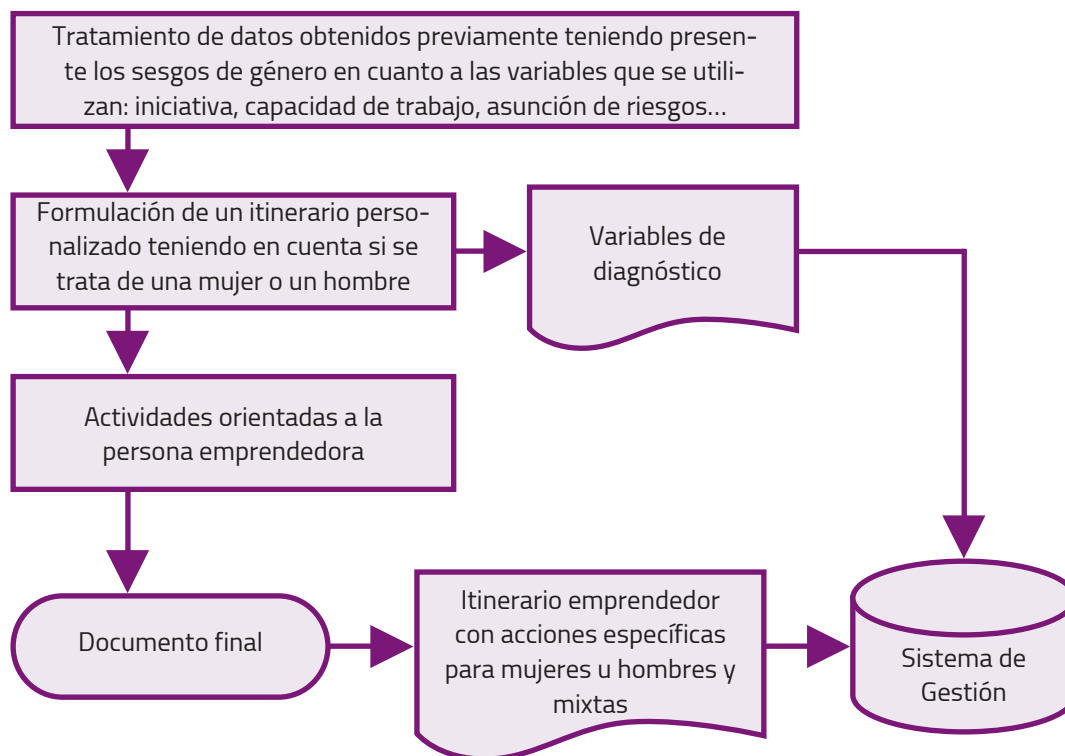 Tratamiento de datos obtenidos previamente teniendo presen-
te los sesgos de género en cuanto a las variables que se utili-
zan: iniciativa, capacidad de trabajo, asunción de riesgos...
Formulación de un itinerario perso-
nalizado teniendo en cuenta si se
trata de una mujer o un hombre
Variables de
diagnóstico
Actividades orientadas a la
persona emprendedora
Documento final
Itinerario emprendedor
con acciones específicas
para mujeres u hombres y
mixtas
Sistema de
Gestión